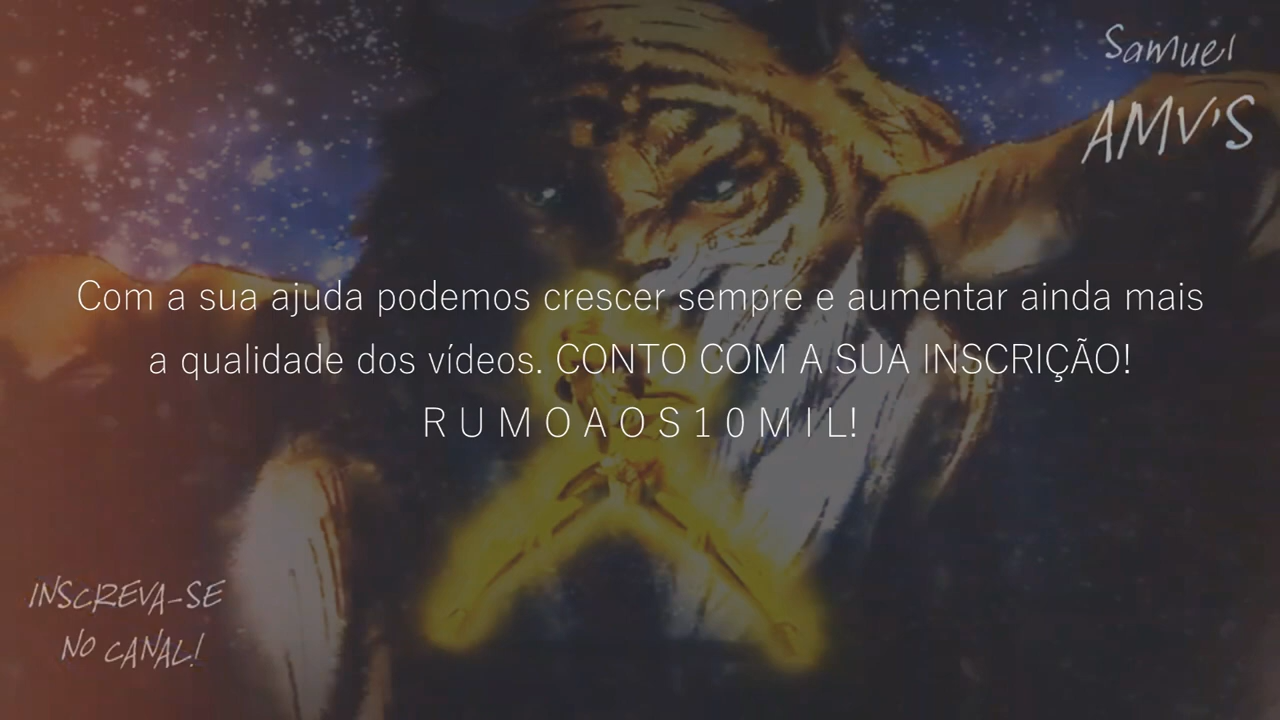 Samuel
AMV'S
Com a sua ajuda podemos crescer sempre e aumentar ainda mais
a qualidade dos vídeos. CONTO COM A SUA INSCRIÇÃO!
R U M O A O S 1 0 M I L!
INSCREVA-SE
NO CANAL!